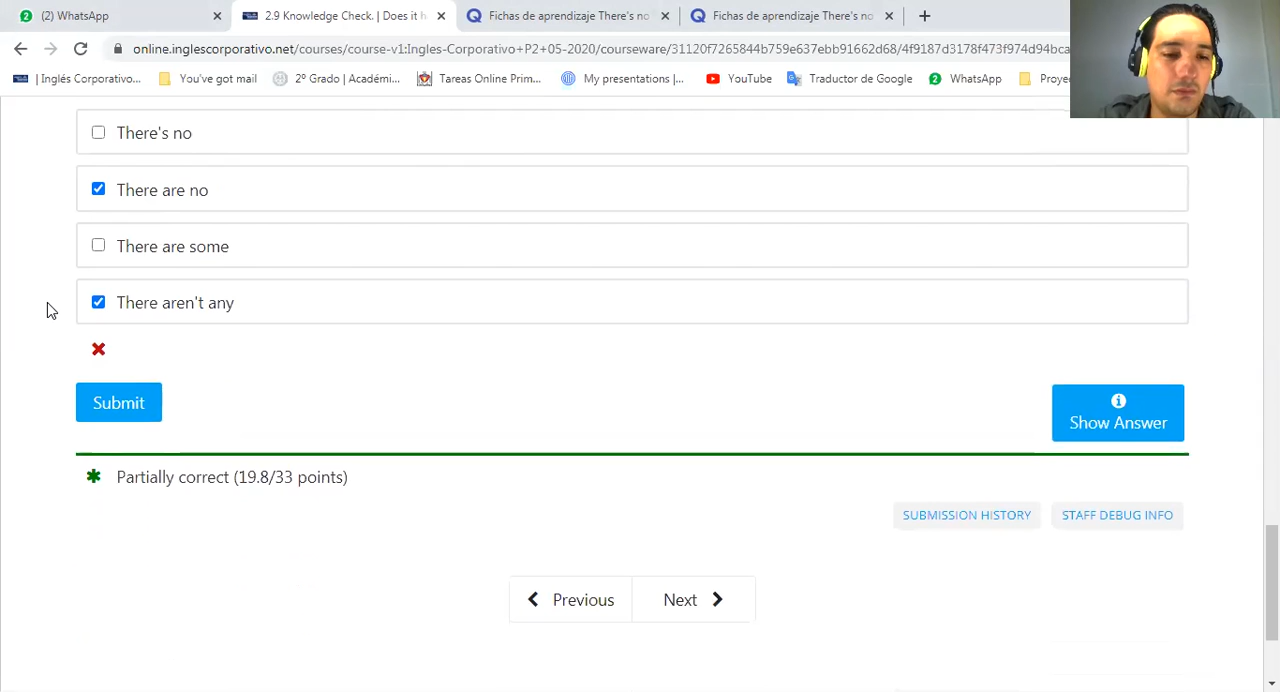 (2) WhatsApp
2.9 Knowledge Check. | Does it h
Fichas de aprendizaje There's no
Fichas de aprendizaje There's no
online.inglescorporativo.net/courses/course-v1:Ingles-Corporativo+P2+05-2020/courseware/31120f7265844b759e637ebb91662d68/4f9187d3178f473f974d94bca
| Inglés Corporativo...
You've got mail
2º Grado | Académi...
Tareas Online Prim...
My presentations |...
YouTube
Traductor de Google
WhatsApp
Proye
There's no
There are no
There are some
There aren't any
Submit
Show Answer
Partially correct (19.8/33 points)
SUBMISSION HISTORY
STAFF DEBUG INFO
Previous
Next